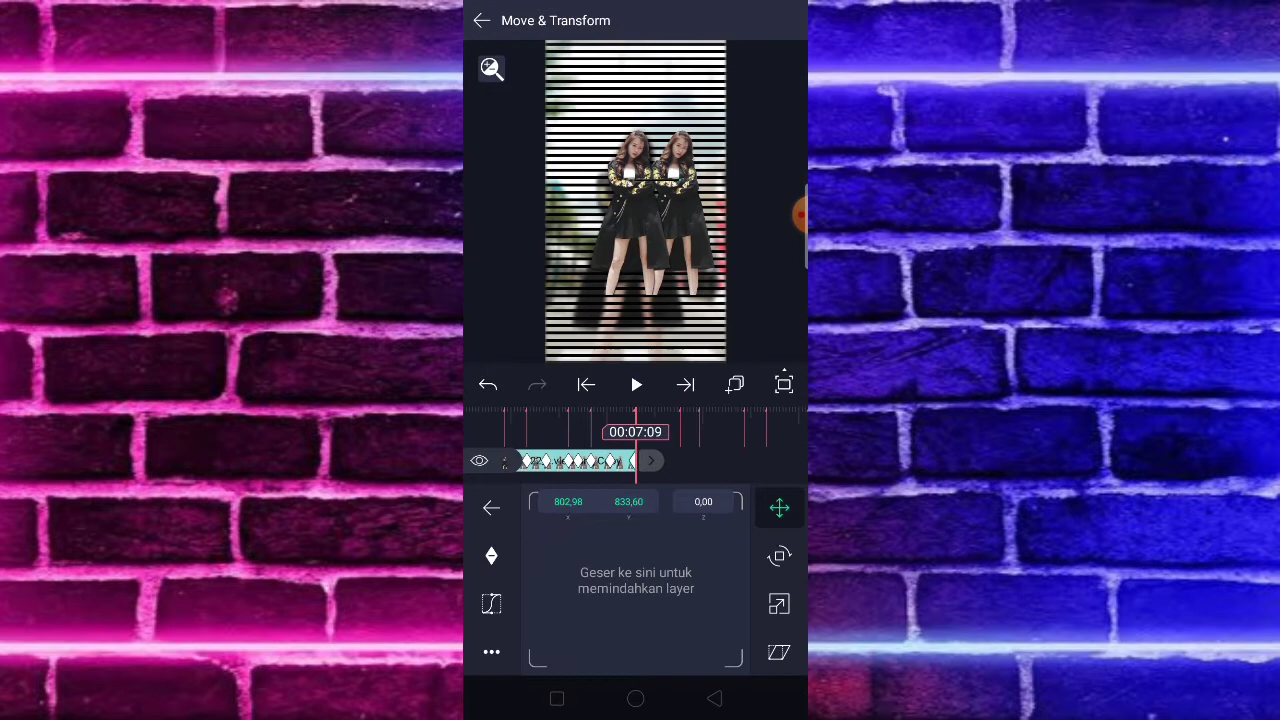 Move & Transform
00:07:09
802,98 833,60 0,00
X Y Z
Geser ke sini untuk
memindahkan layer